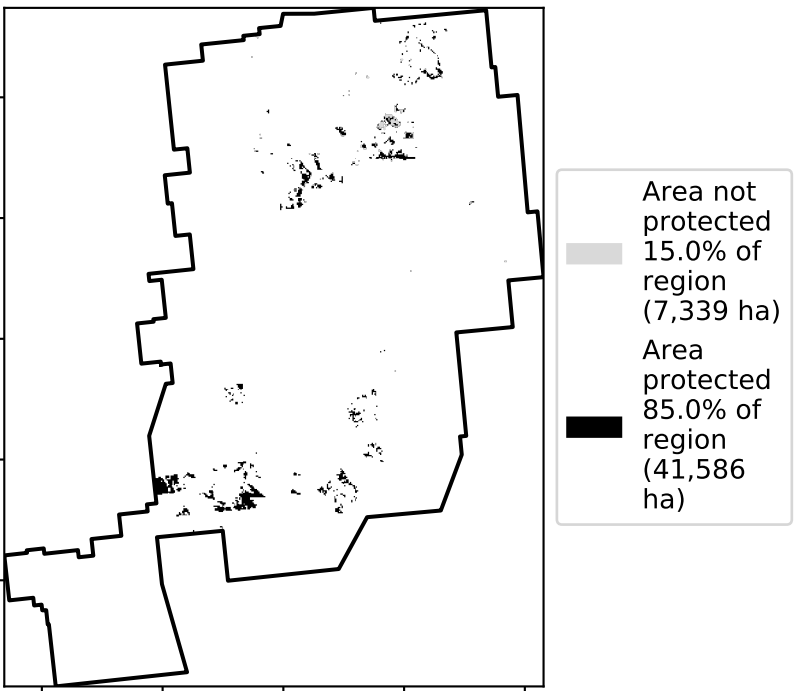 Area not
protected
15.0% of
region
(7,339 ha)
Area
protected
85.0% of
region
(41,586
ha)